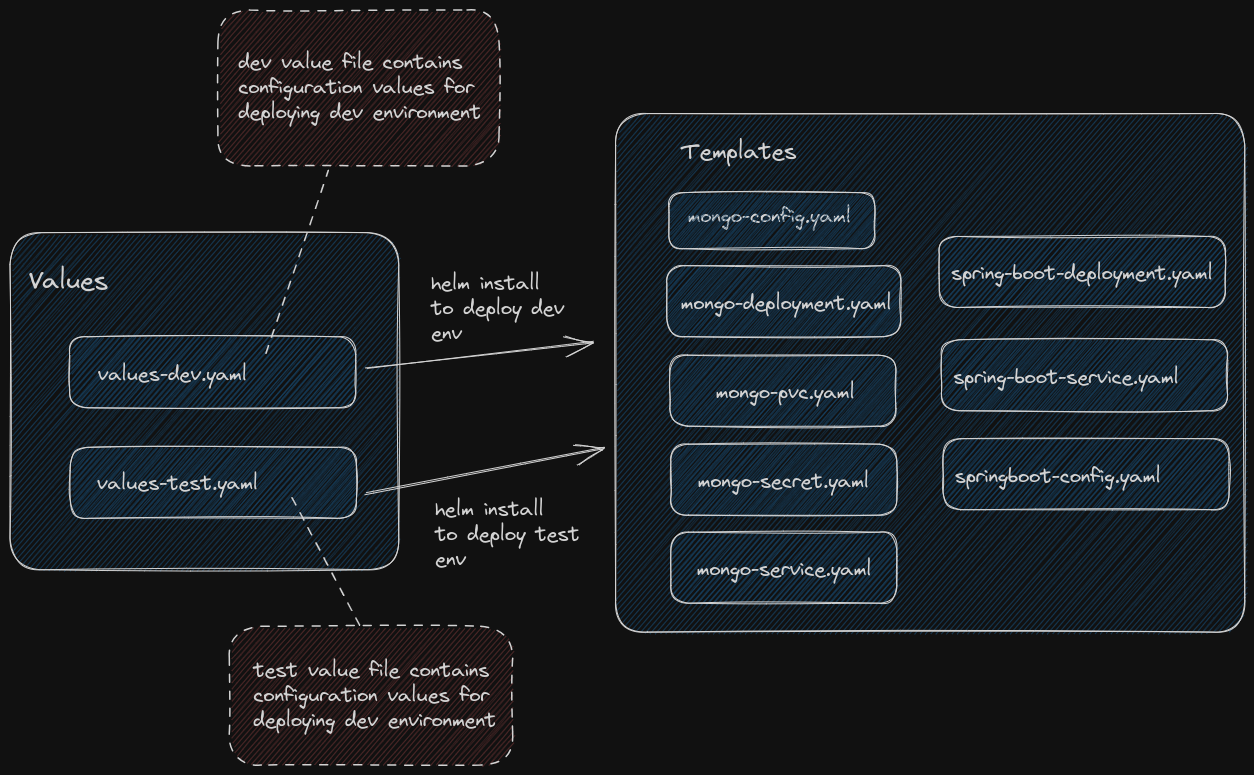 dev value file contains
configuration values for
deploying dev environment
Values
values-dev.yaml
values-test.yaml
helm install
to deploy dev
env
helm install
to deploy test
env
test value file contains
configuration values for
deploying dev environment
Templates
mongo-config.yaml
mongo-deployment.yaml
mongo-pvc.yaml
mongo-secret.yaml
mongo-service.yaml
spring-boot-deployment.yaml
spring-boot-service.yaml
springboot-config.yaml